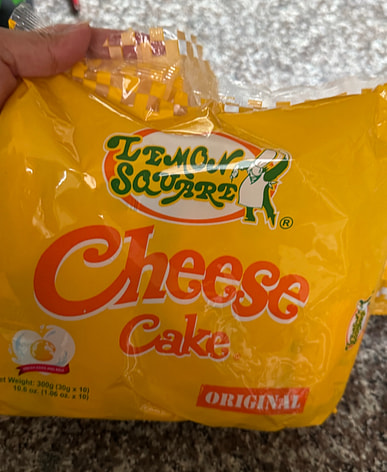 LEMON
SQUARE
®
Cheese
Cake
et Weight: 300g (30g x 10)
10.6 oz. (1.06 oz. x 10)
ORIGINAL